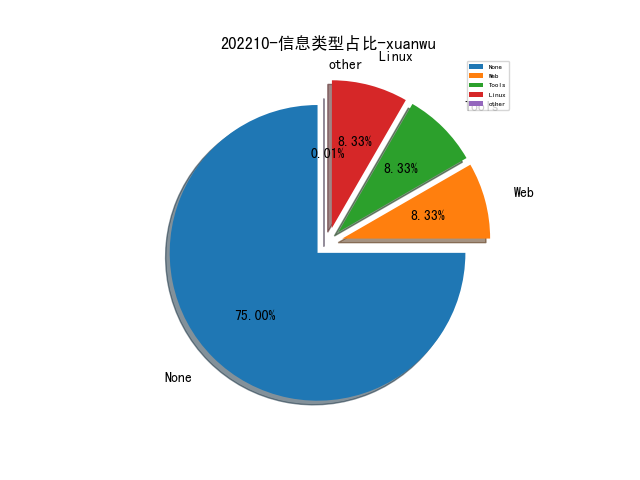 202210-信息类型占比-xuanwu
Linux
other
None
Web
Tools
Linux
other
8.33%
0.01%
8.33%
Web
8.33%
75.00%
None